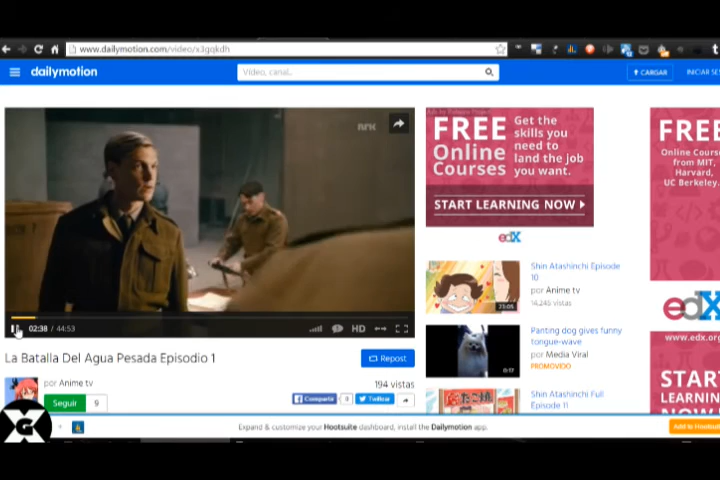 www.dailymotion.com/video/x3gqkdh
dailymotion
Vídeo, canal...
CARGAR
INICIAR SE
NRK
02:38 / 44:53
HD
La Batalla Del Agua Pesada Episodio 1
Repost
por Anime tv
194 vistas
Seguir
9
Compartir
0
Twittear
FREE
Online
Courses
Get the
skills you
need to
land the job
you want.
START LEARNING NOW
edX
Shin Atashinchi Episode
10
por Anime tv
14,245 vistas
23:05
Panting dog gives funny
tongue-wave
por Media Viral
PROMOVIDO
0:17
Shin Atashinchi Full
Episode 11
FREE
Online Cours
from MIT,
Harvard,
UC Berkeley.
edX
www.edx.org
START
LEARNIN
NOW
Expand & customize your Hootsuite dashboard, install the Dailymotion app.
Add to Hootsuit
XG